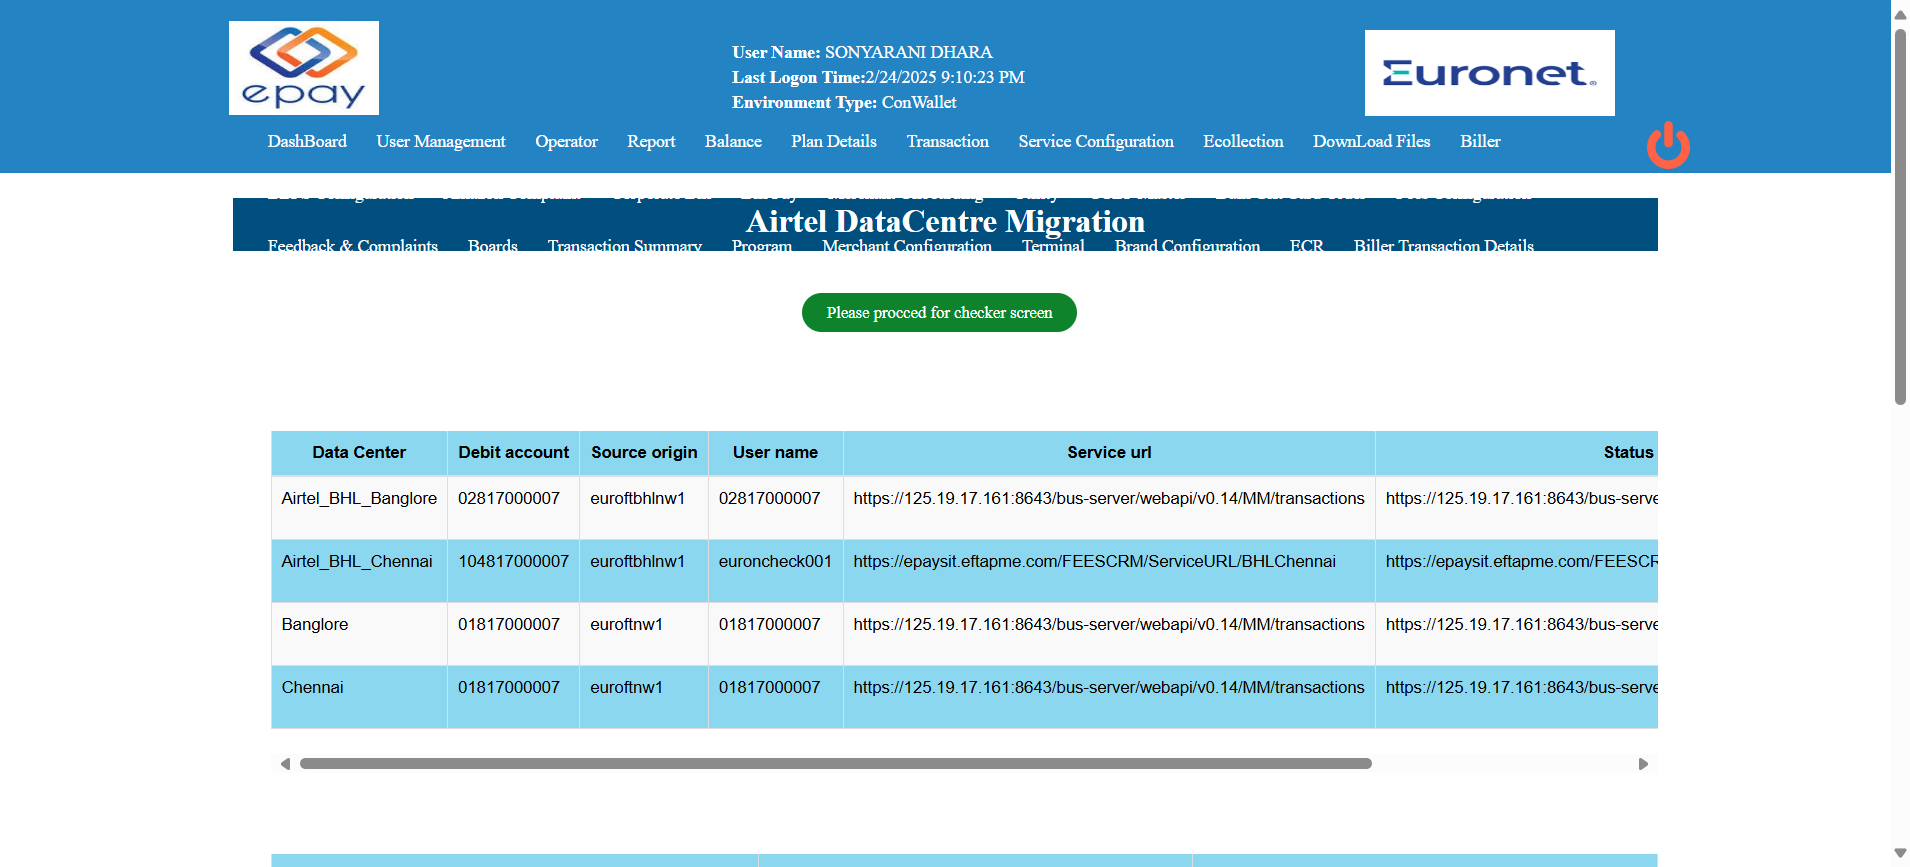 epay
User Name: SONYARANI DHARA
Last Logon Time:2/24/2025 9:10:23 PM
Environment Type: ConWallet
Euronet
DashBoard User Management Operator Report Balance Plan Details Transaction Service Configuration Ecollection DownLoad Files Biller
Airtel DataCentre Migration
Feedback & Complaints Boards Transaction Summary Program Merchant Configuration Terminal Brand Configuration ECR Biller Transaction Details
Please procced for checker screen
Data Center Debit account Source origin User name Service url Status
Airtel_BHL_Banglore 02817000007 euroftbhlnw1 02817000007 https://125.19.17.161:8643/bus-server/webapi/v0.14/MM/transactions https://125.19.17.161:8643/bus-serve
Airtel_BHL_Chennai 104817000007 euroftbhlnw1 euroncheck001 https://epaysit.eftapme.com/FEESCRM/ServiceURL/BHLChennai https://epaysit.eftapme.com/FEESCR
Banglore 01817000007 euroftnw1 01817000007 https://125.19.17.161:8643/bus-server/webapi/v0.14/MM/transactions https://125.19.17.161:8643/bus-serve
Chennai 01817000007 euroftnw1 01817000007 https://125.19.17.161:8643/bus-server/webapi/v0.14/MM/transactions https://125.19.17.161:8643/bus-serve